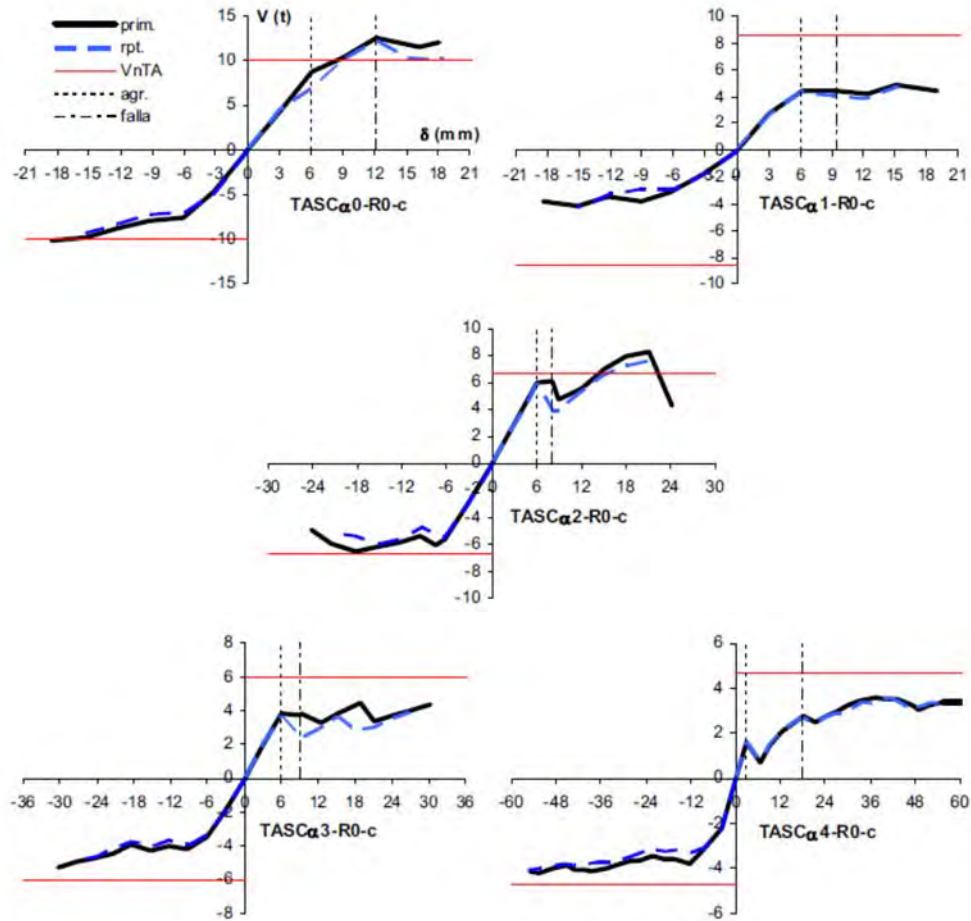 prim.
rpt.
VnTA
agr.
falla
V (t)
15
10
5
0
-5
-10
-15
-21 -18 -15 -12 -9 -6 -3 0 3 6 9 12 15 18 21
δ (mm)
TASCα0-R0-c
10
8
6
4
2
0
-2
-4
-6
-8
-10
-21 -18 -15 -12 -9 -6 -3 0 3 6 9 12 15 18 21
TASCα1-R0-c
10
8
6
4
2
0
-2
-4
-6
-8
-10
-30 -24 -18 -12 -6 0 6 12 18 24 30
TASCα2-R0-c
8
6
4
2
0
-2
-4
-6
-8
-36 -30 -24 -18 -12 -6 0 6 12 18 24 30 36
TASCα3-R0-c
6
4
2
0
-2
-4
-6
-60 -48 -36 -24 -12 0 12 24 36 48 60
TASCα4-R0-c